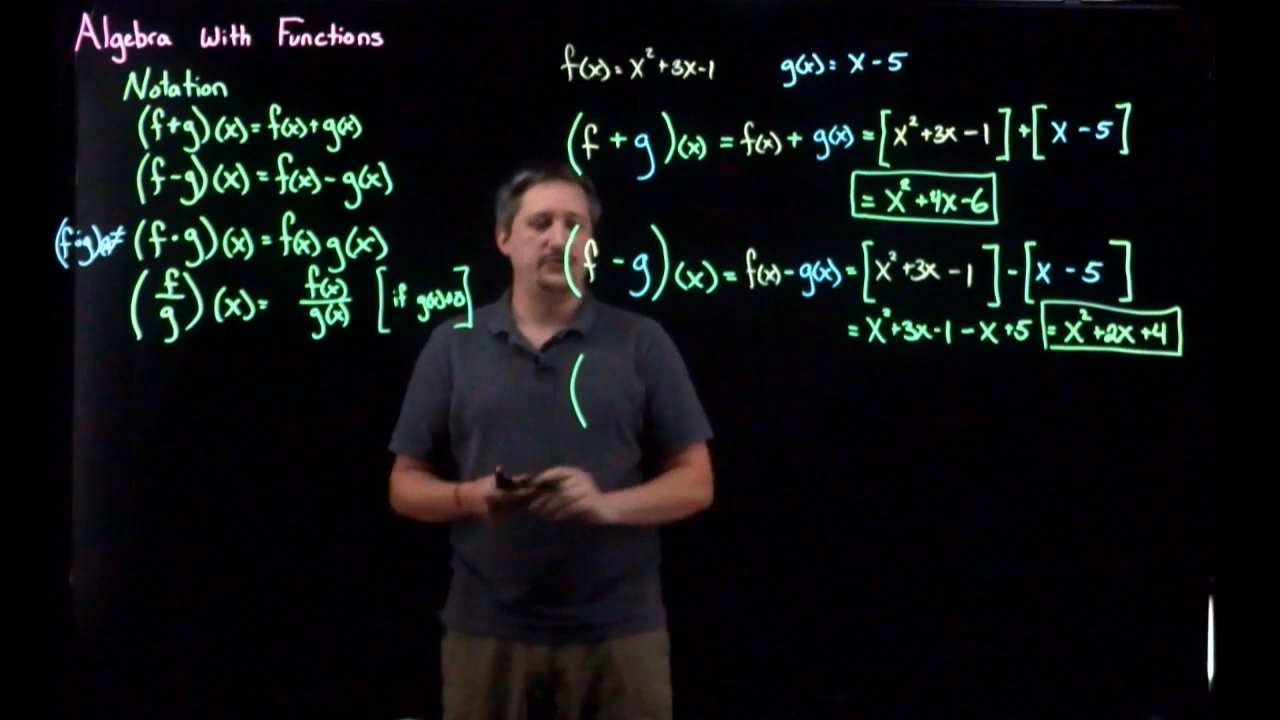 Algebra with Functions
Notation
(f+g)(x)=f(x)+g(x)
(f-g)(x)=f(x)-g(x)
(f∘g)(x)≠ (f·g)(x)=f(x)g(x)
(f/g)(x)= f(x)/g(x) [if g(x)≠0]
f(x)=x²+3x-1 g(x)=x-5
(f+g)(x)=f(x)+g(x)=[x²+3x-1]+[x-5]
=x²+4x-6
(f-g)(x)=f(x)-g(x)=[x²+3x-1]-[x-5]
=x²+3x-1-x+5 =x²+2x+4
(